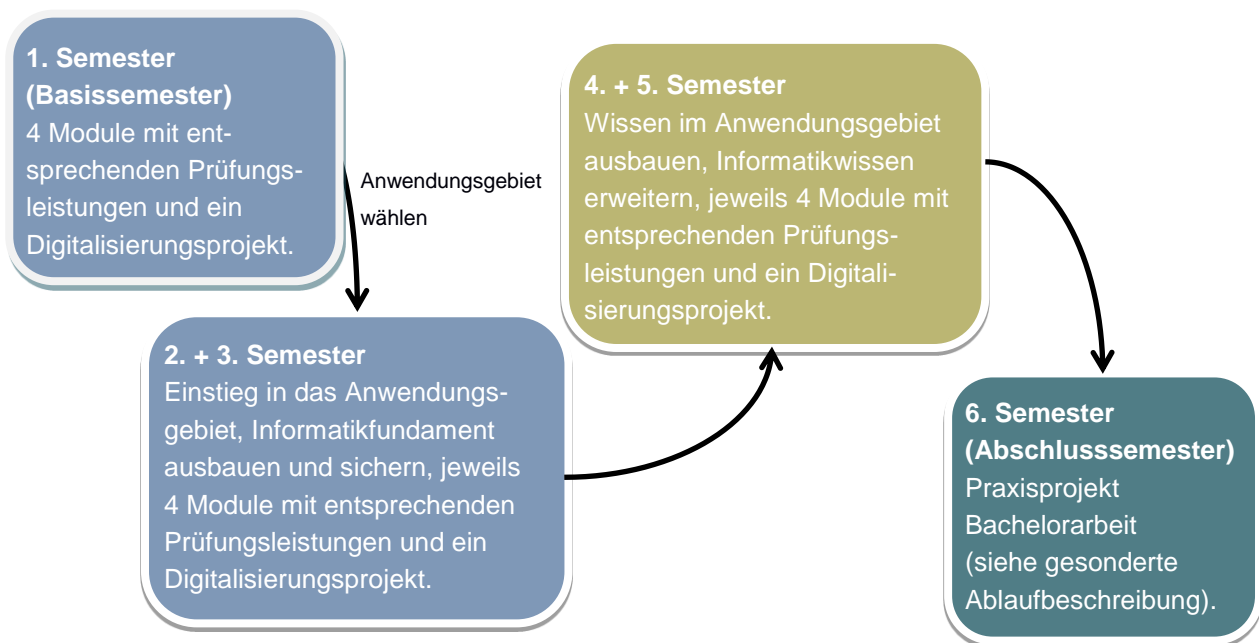 1. Semester
(Basissemester)
4 Module mit ent-
sprechenden Prüfungs-
leistungen und ein
Digitalisierungsprojekt.
Anwendungsgebiet
wählen
2. + 3. Semester
Einstieg in das Anwendungs-
gebiet, Informatikfundament
ausbauen und sichern, jeweils
4 Module mit entsprechenden
Prüfungsleistungen und ein
Digitalisierungsprojekt.
4. + 5. Semester
Wissen im Anwendungsgebiet
ausbauen, Informatikwissen
erweitern, jeweils 4 Module mit
entsprechenden Prüfungs-
leistungen und ein Digitali-
sierungsprojekt.
6. Semester
(Abschlusssemester)
Praxisprojekt
Bachelorarbeit
(siehe gesonderte
Ablaufbeschreibung).